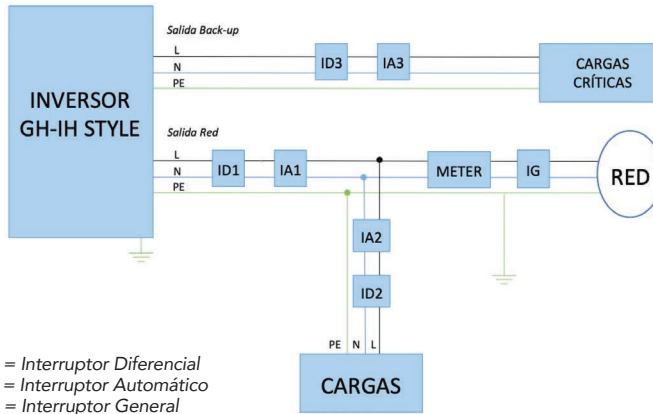 Salida Back-up
L
N
PE
ID3
IA3
CARGAS
CRÍTICAS
INVERSOR
GH-IH STYLE
Salida Red
L
N
PE
ID1
IA1
METER
IG
RED
IA2
ID2
PE N L
CARGAS
= Interruptor Diferencial
= Interruptor Automático
= Interruptor General